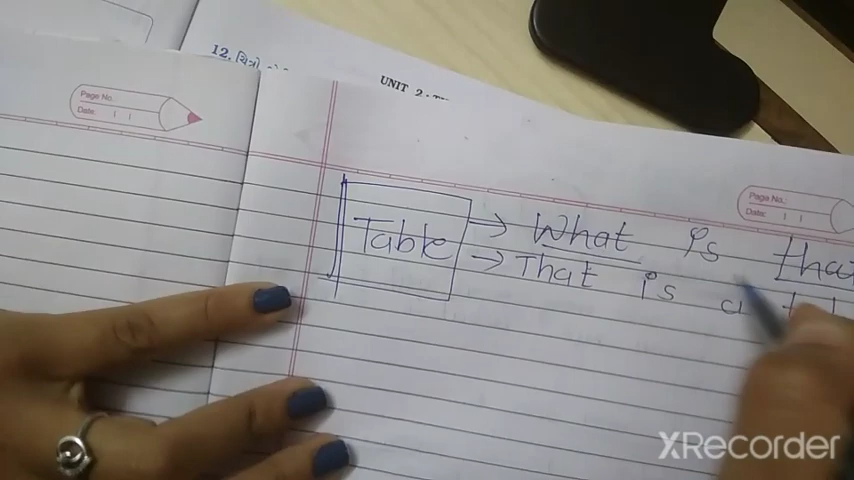 12. ચિત્રો
UNIT 2.
Page No.
Date:
Page No.:
Date:
Table → What is that
→ That is a
XRecorder